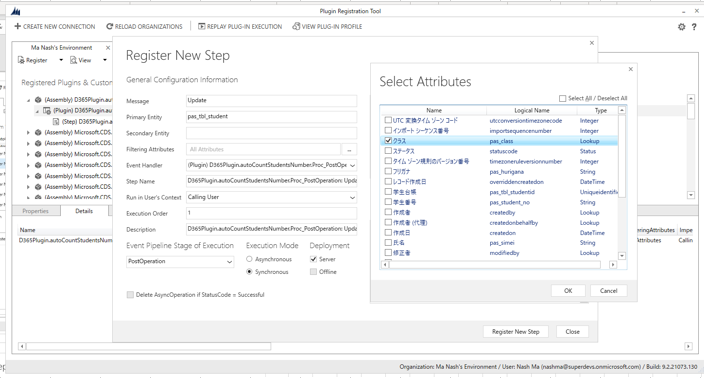 Plugin Registration Tool
CREATE NEW CONNECTION
RELOAD ORGANIZATIONS
REPLAY PLUG-IN EXECUTION
VIEW PLUG-IN PROFILE
Ma Nash's Environment
Register
View
Registered Plugins & Custom
(Assembly) D365Plugin.au
(Plugin) D365Plugin.au
(Step) D365Plugin.au
(Assembly) Microsoft.CDS.
(Assembly) Microsoft.CDS.
(Assembly) Microsoft.CDS.
(Assembly) Microsoft.CDS.
(Assembly) Microsoft.CDS.
(Assembly) Microsoft.CDS.
Properties
Details
Name
D365Plugin.autoCountStudentsNum
Register New Step
General Configuration Information
Message
Update
Primary Entity
pas_tbl_student
Secondary Entity
Filtering Attributes
All Attributes
...
Event Handler
(Plugin) D365Plugin.autoCountStudentsNumber.Proc_PostOpe
Step Name
D365Plugin.autoCountStudentsNumber.Proc_PostOperation: Upda
Run in User's Context
Calling User
Execution Order
1
Description
D365Plugin.autoCountStudentsNumber.Proc_PostOperation: Upda
Event Pipeline Stage of Execution
Execution Mode
Deployment
PostOperation
Asynchronous
Server
Synchronous
Offline
Delete AsyncOperation if StatusCode = Successful
Register New Step
Close
Select Attributes
Select All / Deselect All
Name
Logical Name
Type
UTC 変換タイム ゾーン コード
utcconversiontimezonecode
Integer
インポート シーケンス番号
importsequencenumber
Integer
クラス
pas_class
Lookup
ステータス
statuscode
Status
タイム ゾーン規則のバージョン番号
timezoneruleversionnumber
Integer
フリガナ
pas_hurigana
String
レコード作成日
overriddencreatedon
DateTime
学生台帳
pas_tbl_studentid
Uniqueidentifi
学生番号
pas_student_no
String
作成者
createdby
Lookup
作成者 (代理)
createdonbehalfby
Lookup
作成日
createdon
DateTime
氏名
pas_simei
String
修正者
modifiedby
Lookup
OK
Cancel
eringAttributes
Impe
Attributes
Callin
Organization: Ma Nash's Environment / User: Nash Ma (nashma@superdevs.onmicrosoft.com) / Build: 9.2.21073.130